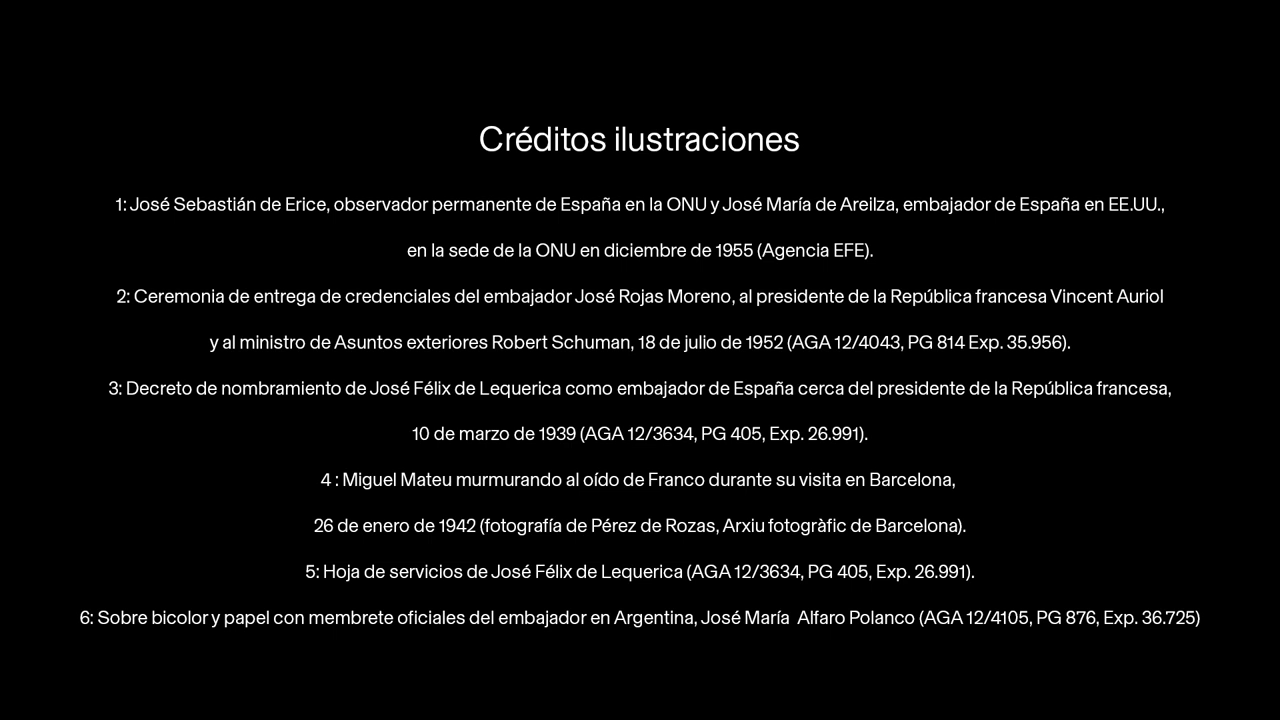 Créditos ilustraciones
1: José Sebastián de Erice, observador permanente de España en la ONU y José María de Areilza, embajador de España en EE.UU.,
en la sede de la ONU en diciembre de 1955 (Agencia EFE).
2: Ceremonia de entrega de credenciales del embajador José Rojas Moreno, al presidente de la República francesa Vincent Auriol
y al ministro de Asuntos exteriores Robert Schuman, 18 de julio de 1952 (AGA 12/4043, PG 814 Exp. 35.956).
3: Decreto de nombramiento de José Félix de Lequerica como embajador de España cerca del presidente de la República francesa,
10 de marzo de 1939 (AGA 12/3634, PG 405, Exp. 26.991).
4 : Miguel Mateu murmurando al oído de Franco durante su visita en Barcelona,
26 de enero de 1942 (fotografía de Pérez de Rozas, Arxiu fotogràfic de Barcelona).
5: Hoja de servicios de José Félix de Lequerica (AGA 12/3634, PG 405, Exp. 26.991).
6: Sobre bicolor y papel con membrete oficiales del embajador en Argentina, José María  Alfaro Polanco (AGA 12/4105, PG 876, Exp. 36.725)